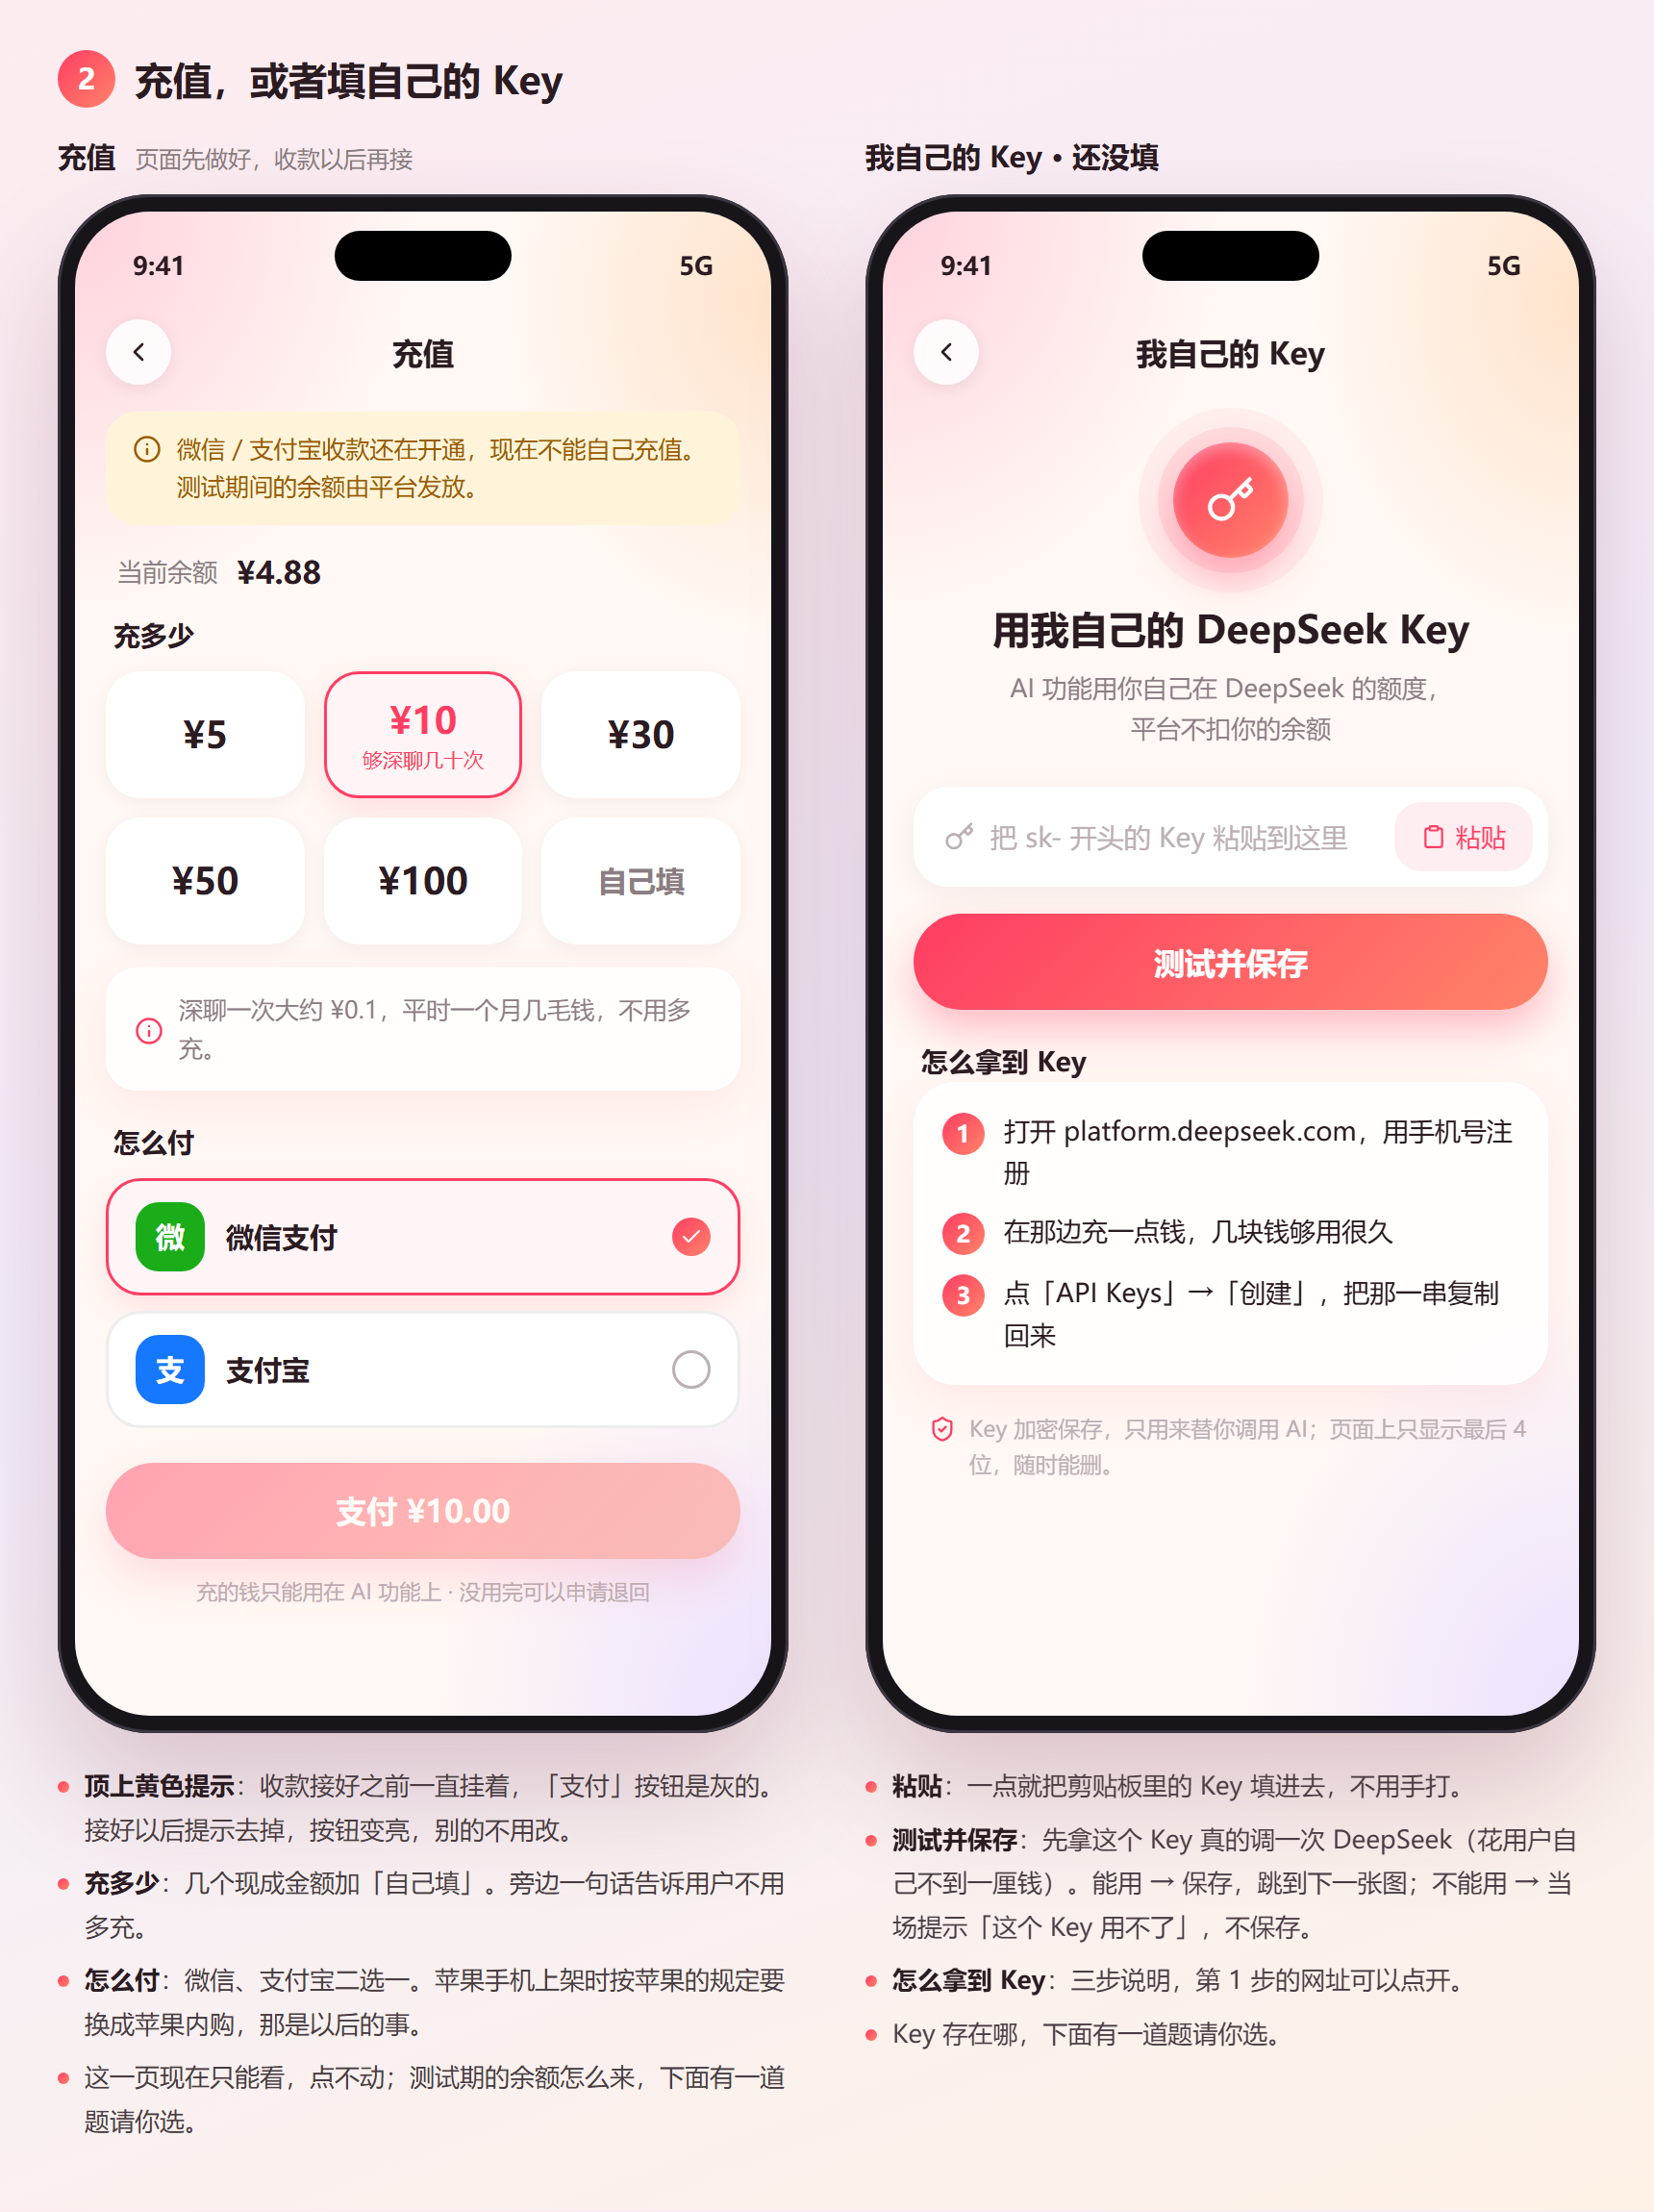 2 充值，或者填自己的 Key
充值 页面先做好，收款以后再接
9:41 5G
充值
微信 / 支付宝收款还在开通，现在不能自己充值。
测试期间的余额由平台发放。
当前余额 ¥4.88
充多少
¥5
¥10
够深聊几十次
¥30
¥50
¥100
自己填
深聊一次大约 ¥0.1，平时一个月几毛钱，不用多
充。
怎么付
微 微信支付
支 支付宝
支付 ¥10.00
充的钱只能用在 AI 功能上 · 没用完可以申请退回
顶上黄色提示：收款接好之前一直挂着，「支付」按钮是灰的。
接好以后提示去掉，按钮变亮，别的不用改。
充多少：几个现成金额加「自己填」。旁边一句话告诉用户不用
多充。
怎么付：微信、支付宝二选一。苹果手机上架时按苹果的规定要
换成苹果内购，那是以后的事。
这一页现在只能看，点不动；测试期的余额怎么来，下面有一道
题请你选。
我自己的 Key • 还没填
9:41 5G
我自己的 Key
用我自己的 DeepSeek Key
AI 功能用你自己在 DeepSeek 的额度，
平台不扣你的余额
把 sk- 开头的 Key 粘贴到这里 粘贴
测试并保存
怎么拿到 Key
1 打开 platform.deepseek.com，用手机号注
册
2 在那边充一点钱，几块钱够用很久
3 点「API Keys」→「创建」，把那一串复制
回来
Key 加密保存，只用来替你调用 AI；页面上只显示最后 4
位，随时能删。
粘贴：一点就把剪贴板里的 Key 填进去，不用手打。
测试并保存：先拿这个 Key 真的调一次 DeepSeek（花用户自
己不到一厘钱）。能用 → 保存，跳到下一张图；不能用 → 当
场提示「这个 Key 用不了」，不保存。
怎么拿到 Key：三步说明，第 1 步的网址可以点开。
Key 存在哪，下面有一道题请你选。